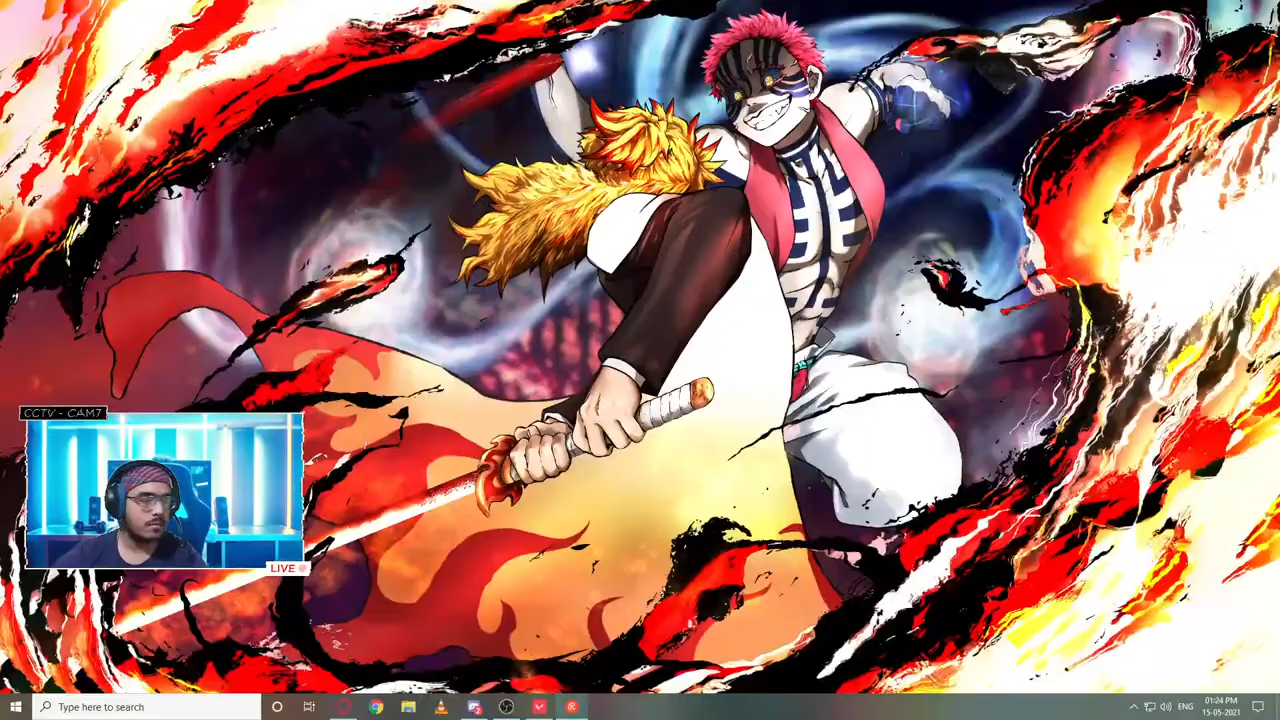 CCTV - CAM7
LIVE
Type here to search
ENG
01:24 PM
15-05-2021